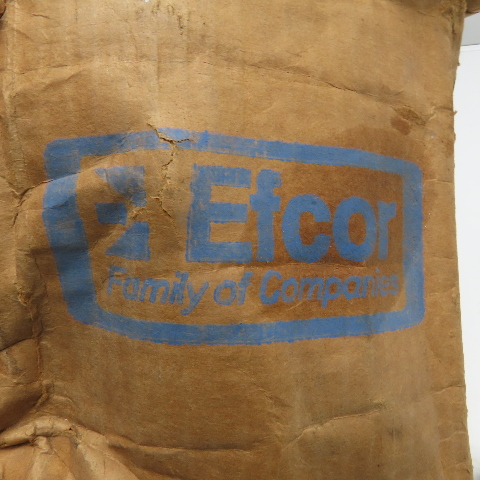 Efcor
Family of Companies